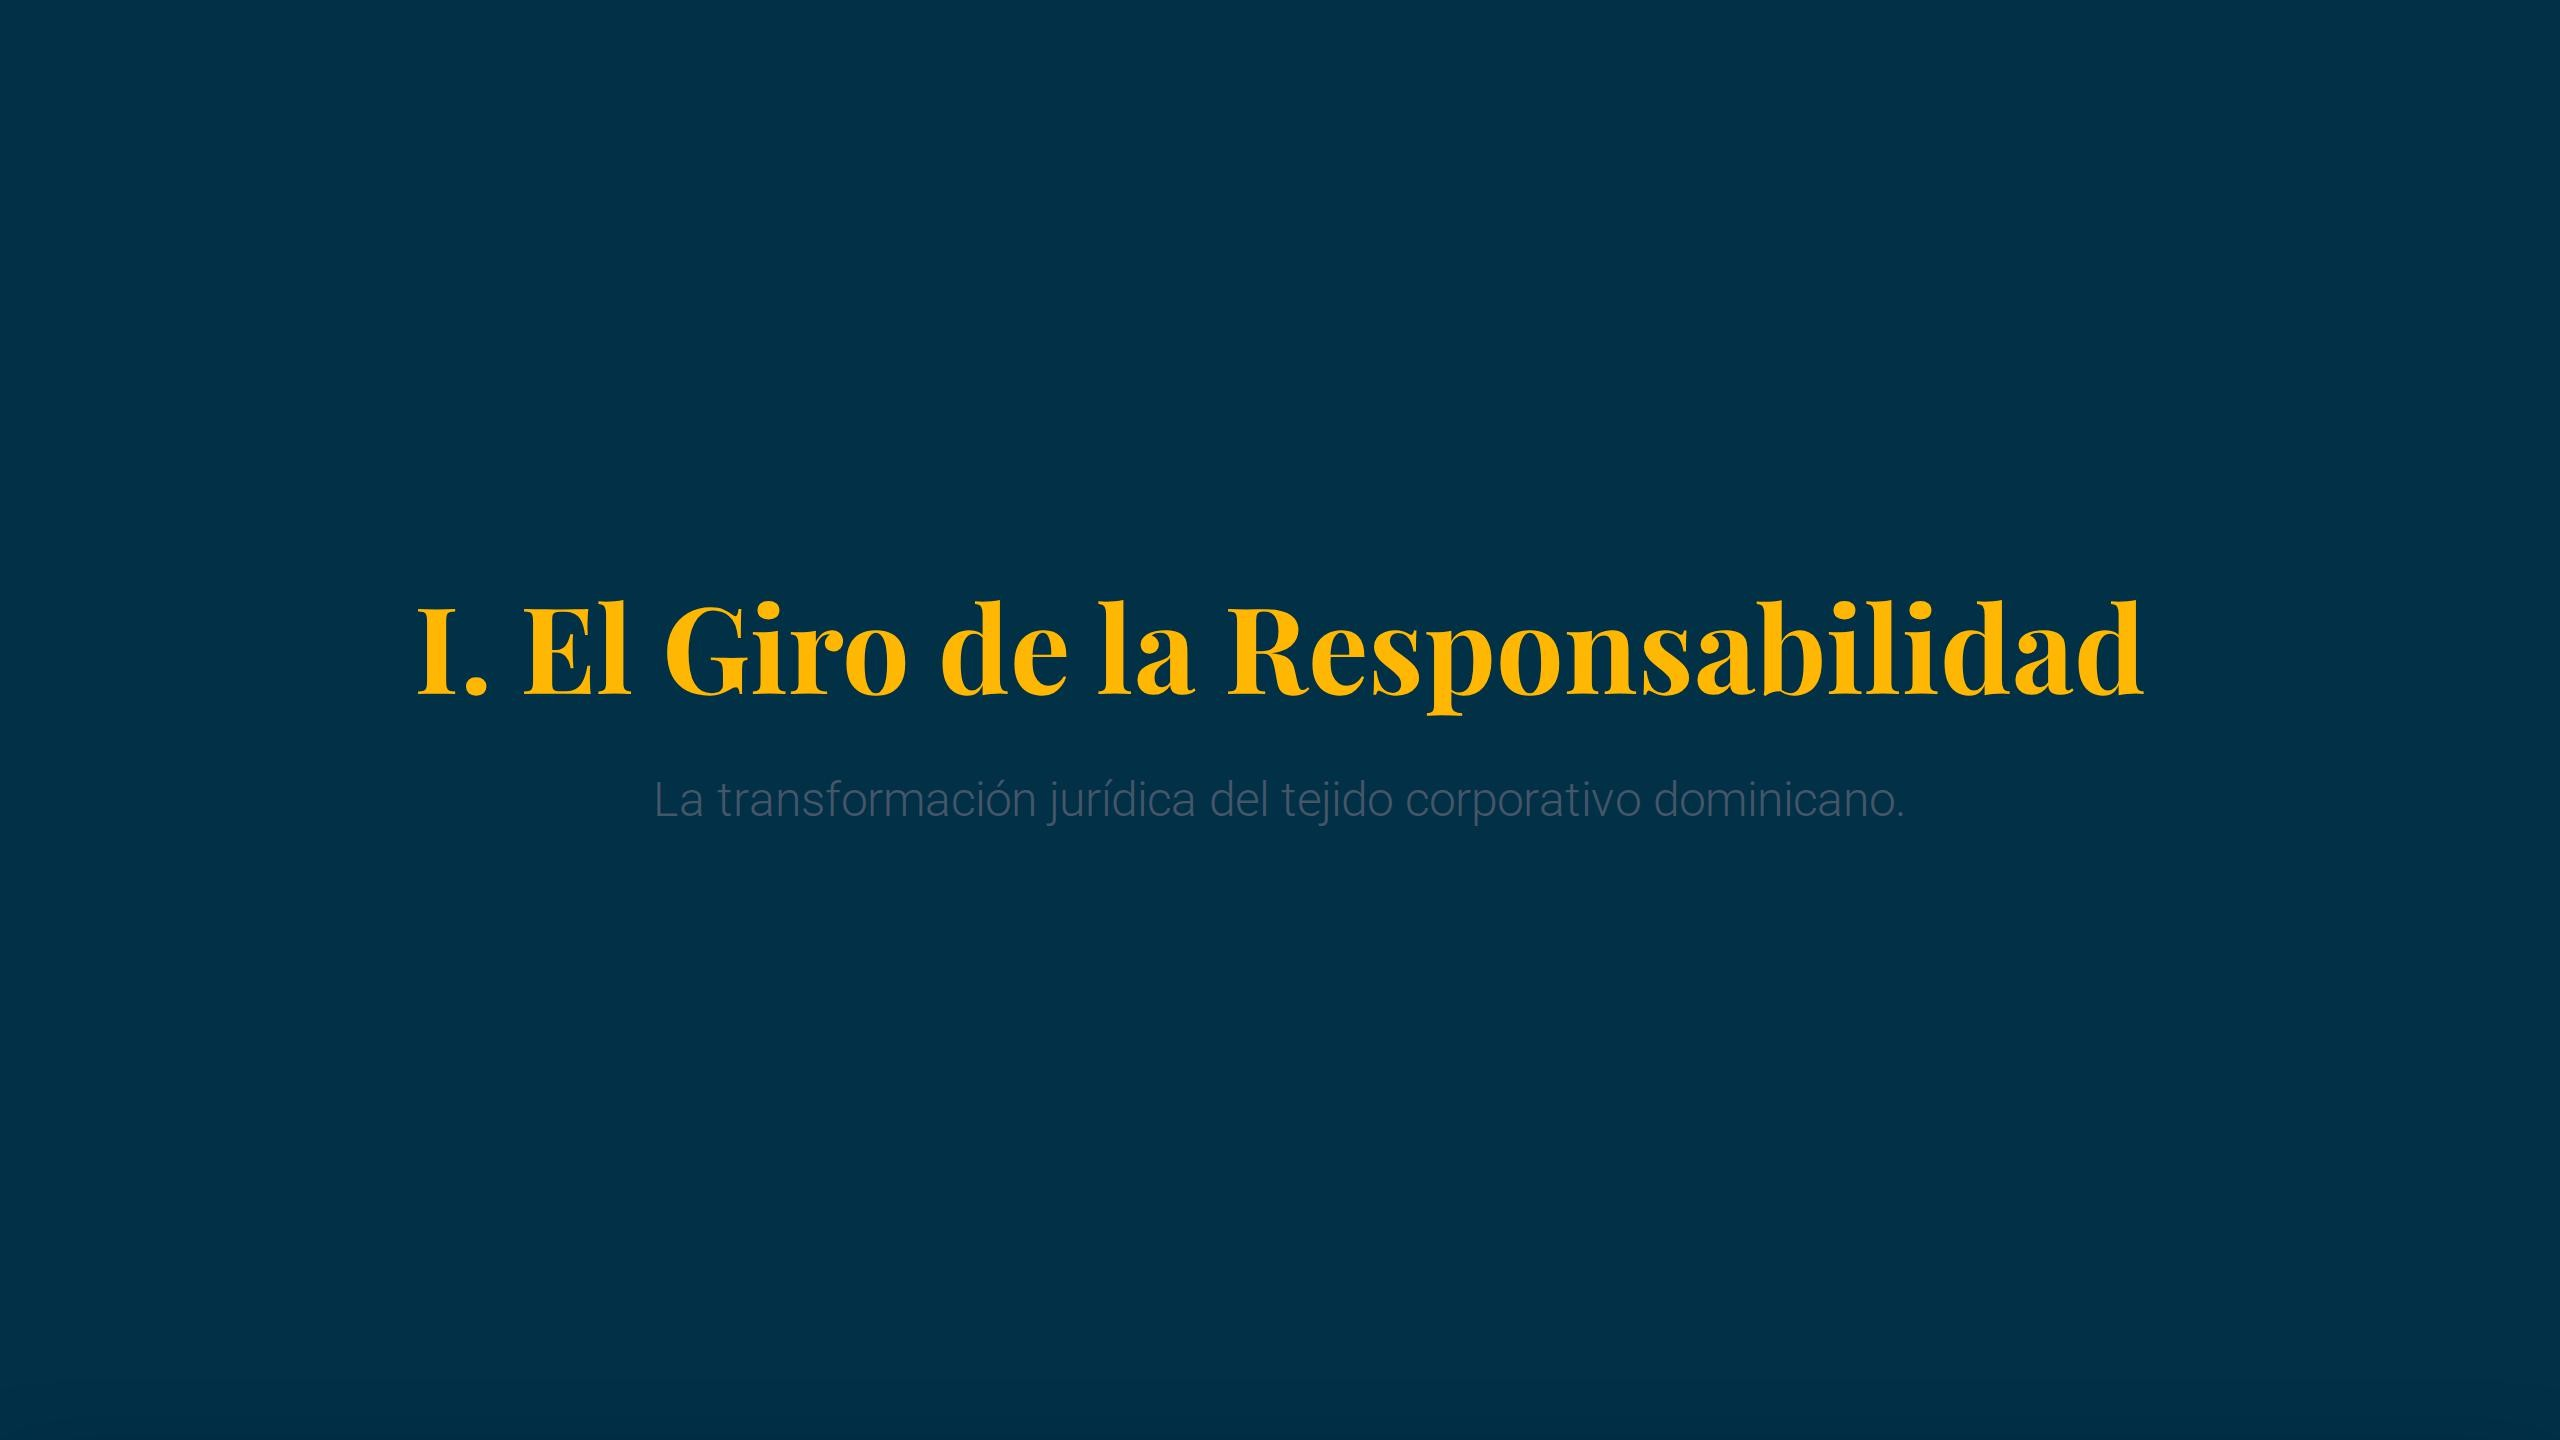 I. El Giro de la Responsabilidad
La transformación jurídica del tejido corporativo dominicano.